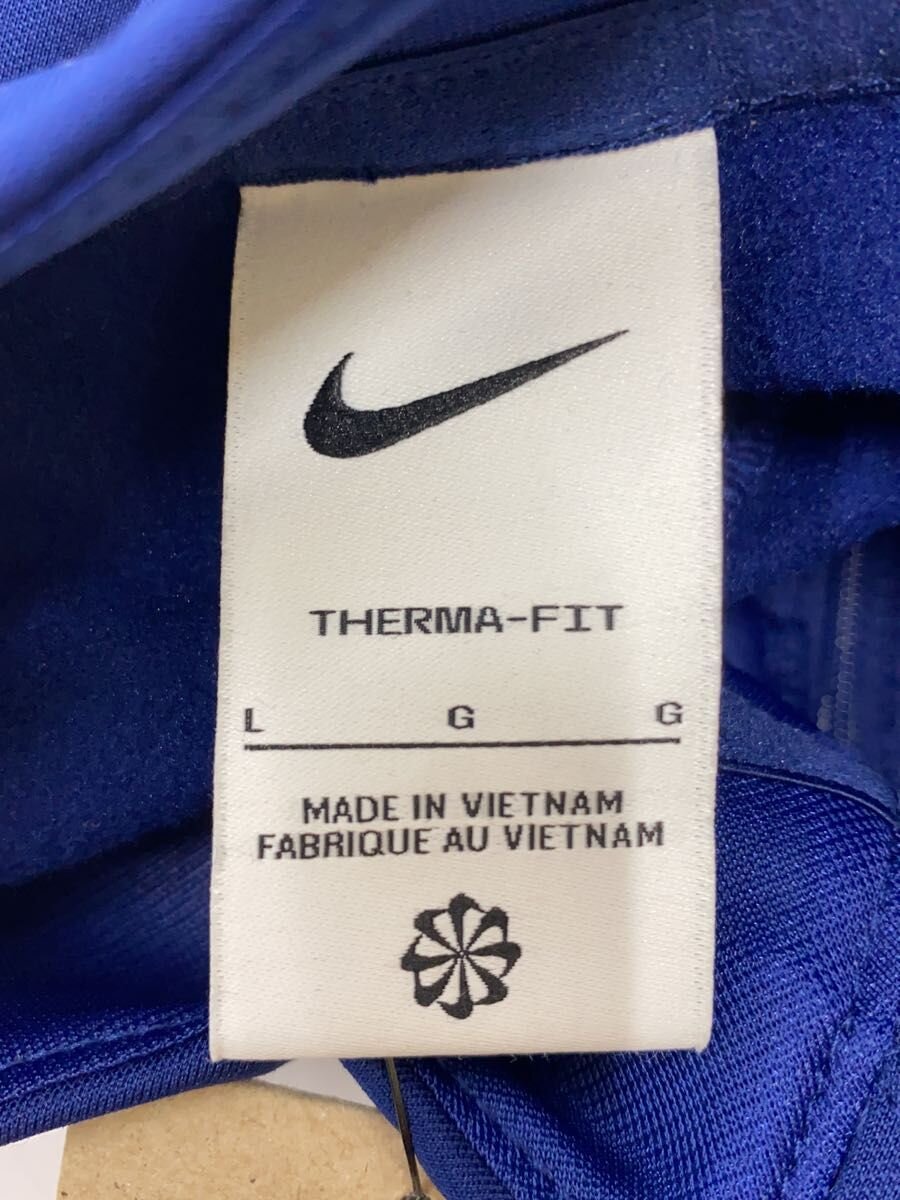 THERMA-FIT
L G G
MADE IN VIETNAM
FABRIQUE AU VIETNAM